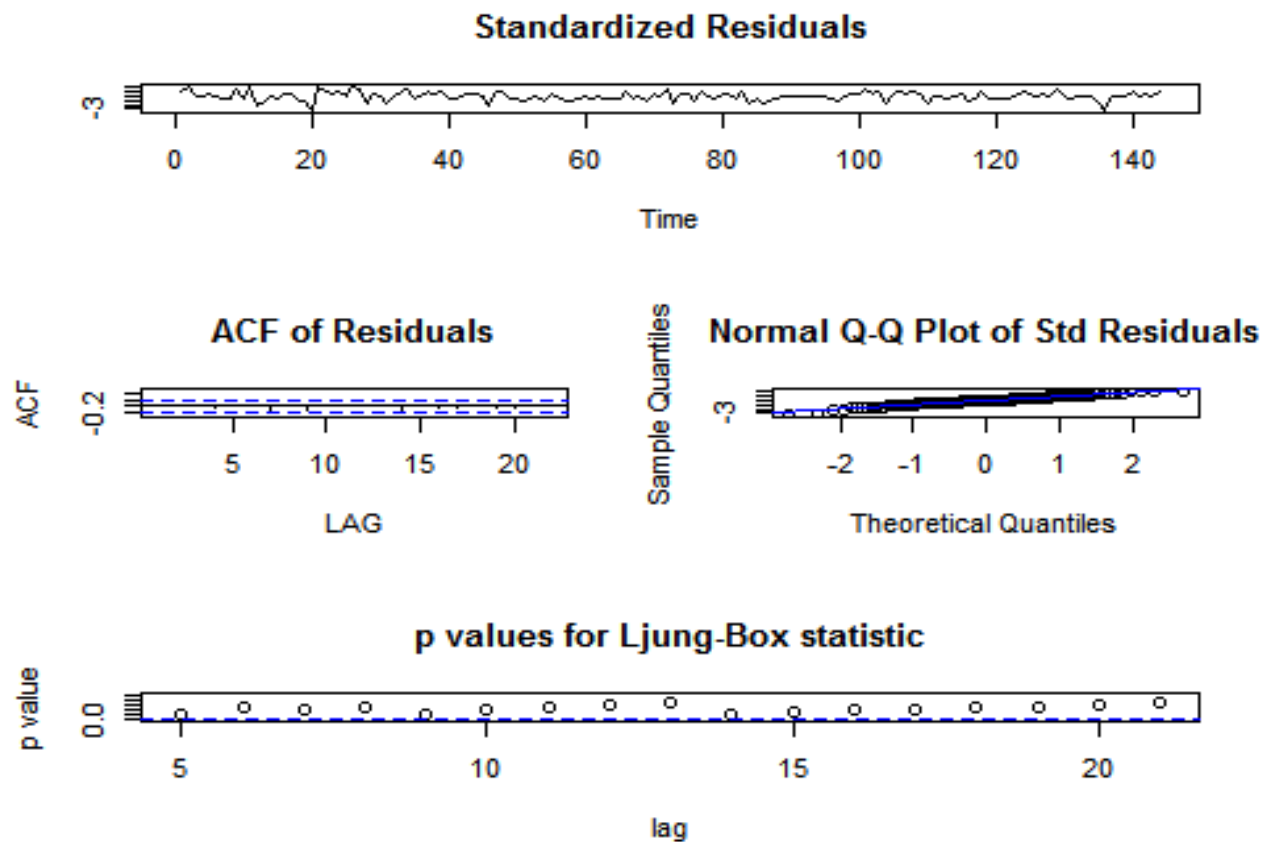 Standardized Residuals
-3
0 20 40 60 80 100 120 140
Time
ACF of Residuals
ACF
-0.2
5 10 15 20
LAG
Normal Q-Q Plot of Std Residuals
Sample Quantiles
-3
-2 -1 0 1 2
Theoretical Quantiles
p values for Ljung-Box statistic
p value
0.0
5 10 15 20
lag